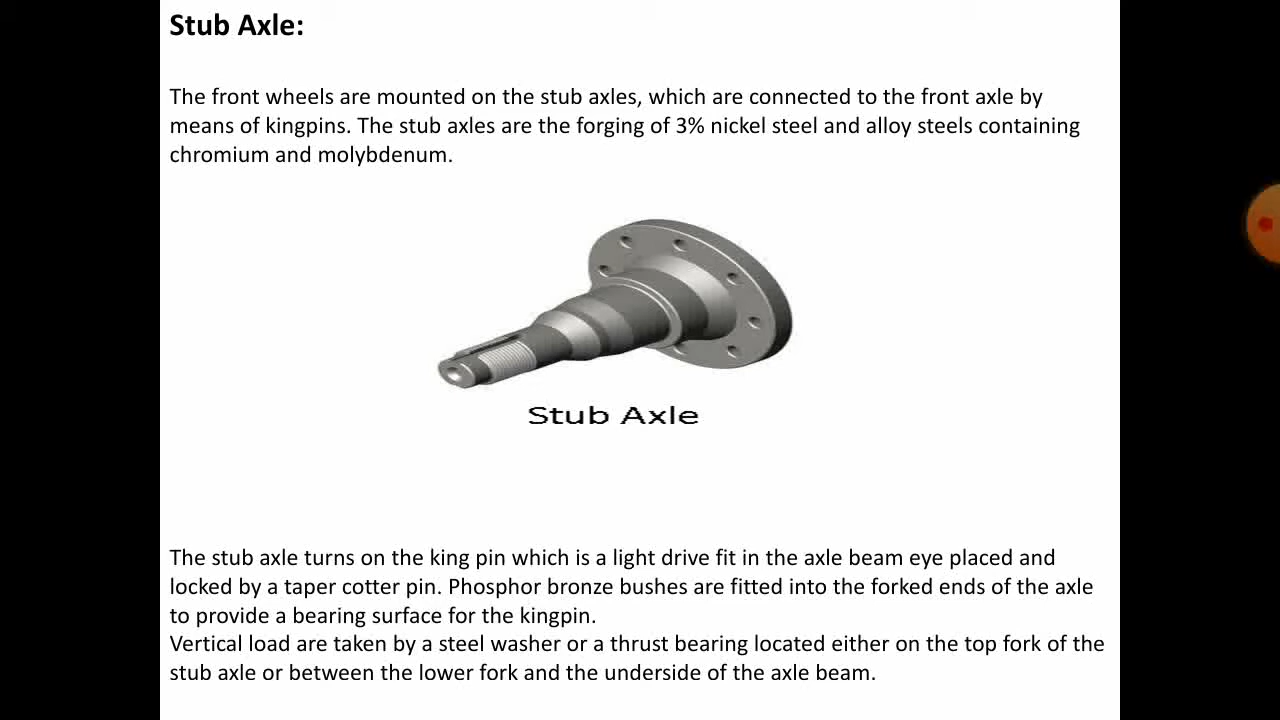 Stub Axle:
The front wheels are mounted on the stub axles, which are connected to the front axle by
means of kingpins. The stub axles are the forging of 3% nickel steel and alloy steels containing
chromium and molybdenum.
Stub Axle
The stub axle turns on the king pin which is a light drive fit in the axle beam eye placed and
locked by a taper cotter pin. Phosphor bronze bushes are fitted into the forked ends of the axle
to provide a bearing surface for the kingpin.
Vertical load are taken by a steel washer or a thrust bearing located either on the top fork of the
stub axle or between the lower fork and the underside of the axle beam.